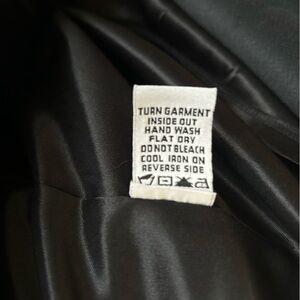 TURN GARMENT
INSIDE OUT
HAND WASH
FLAT DRY
DO NOT BLEACH
COOL IRON ON
REVERSE SIDE